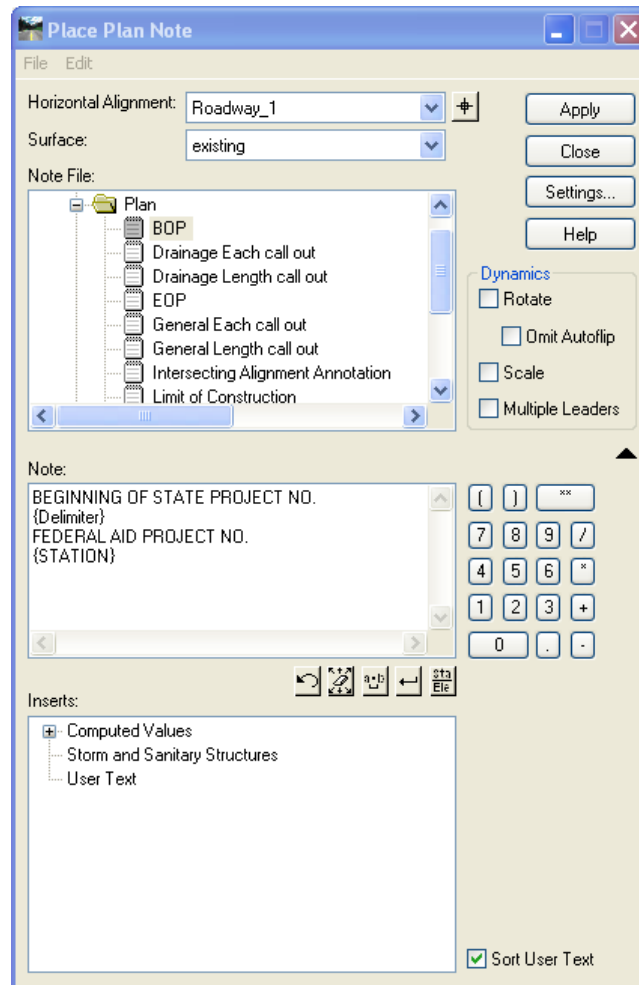 Place Plan Note
File Edit
Horizontal Alignment: Roadway_1
Apply
Surface: existing
Close
Note File:
Settings...
Plan
BOP
Help
Drainage Each call out
Drainage Length call out
Dynamics
EOP
Rotate
General Each call out
Omit Autoflip
General Length call out
Scale
Intersecting Alignment Annotation
Limit of Construction
Multiple Leaders
Note:
BEGINNING OF STATE PROJECT NO.
{Delimiter}
FEDERAL AID PROJECT NO.
{STATION}
( ) **
7 8 9 /
4 5 6 *
1 2 3 +
0 . -
a+b
Sta
Ele
Inserts:
Computed Values
Storm and Sanitary Structures
User Text
Sort User Text